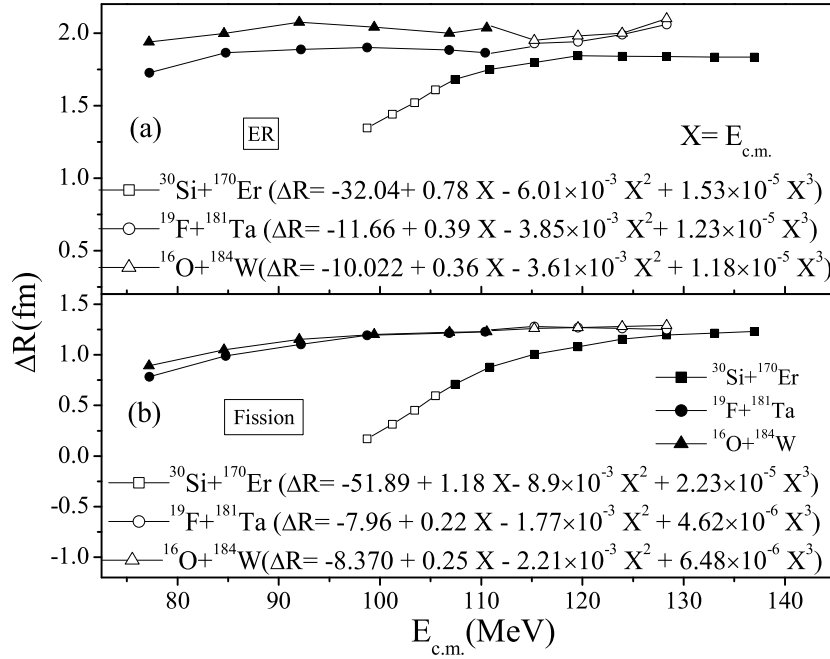 2.0
1.5
1.0
0.5
(a)
ER
X= E_c.m.
³⁰Si+¹⁷⁰Er (ΔR= -32.04+ 0.78 X - 6.01×10⁻³ X² + 1.53×10⁻⁵ X³)
¹⁹F+¹⁸¹Ta (ΔR= -11.66 + 0.39 X - 3.85×10⁻³ X²+ 1.23×10⁻⁵ X³)
¹⁶O+¹⁸⁴W(ΔR= -10.022 + 0.36 X - 3.61×10⁻³ X² + 1.18×10⁻⁵ X³)
ΔR(fm)
1.5
1.0
0.5
0.0
-0.5
-1.0
³⁰Si+¹⁷⁰Er
¹⁹F+¹⁸¹Ta
¹⁶O+¹⁸⁴W
(b)
Fission
³⁰Si+¹⁷⁰Er (ΔR= -51.89 + 1.18 X- 8.9×10⁻³ X² + 2.23×10⁻⁵ X³)
¹⁹F+¹⁸¹Ta (ΔR= -7.96 + 0.22 X - 1.77×10⁻³ X² + 4.62×10⁻⁶ X³)
¹⁶O+¹⁸⁴W(ΔR= -8.370 + 0.25 X - 2.21×10⁻³ X² + 6.48×10⁻⁶ X³)
80 90 100 110 120 130 140
E_c.m.(MeV)